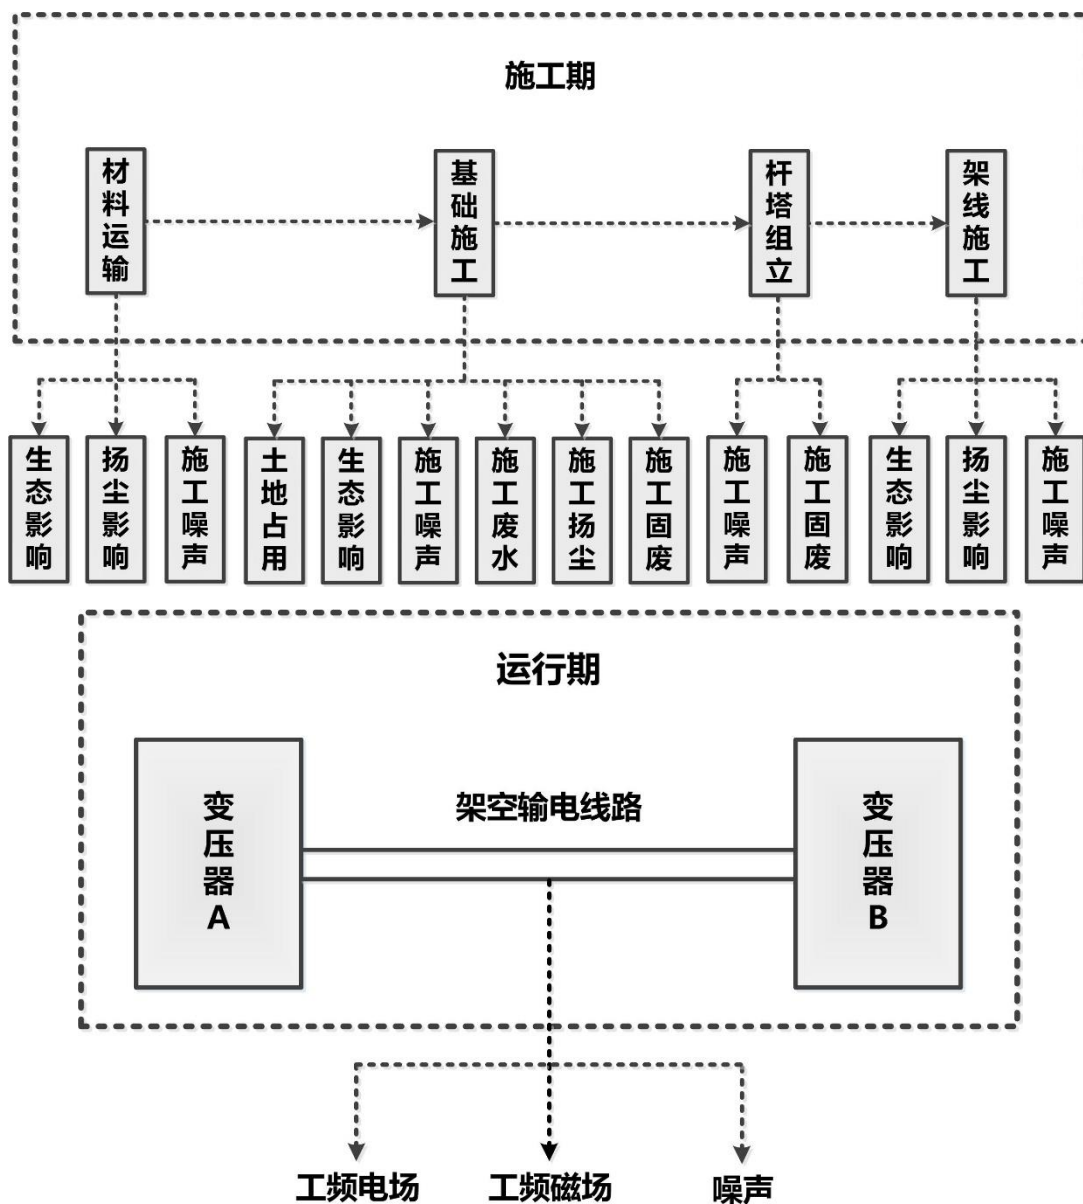 施工期
材料运输
基础施工
杆塔组立
架线施工
生态影响
扬尘影响
施工噪声
土地占用
生态影响
施工噪声
施工废水
施工扬尘
施工固废
施工噪声
施工固废
生态影响
扬尘影响
施工噪声
运行期
变压器A
架空输电线路
变压器B
工频电场
工频磁场
噪声